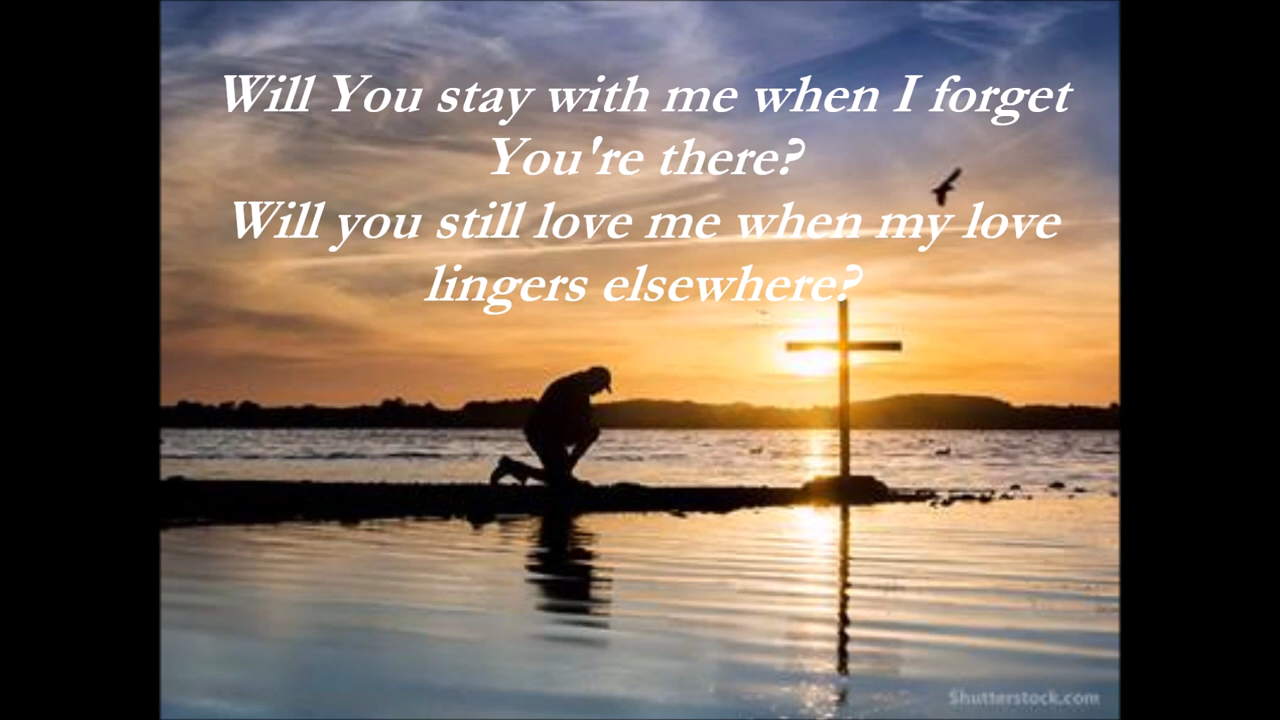 Will You stay with me when I forget
You're there?
Will you still love me when my love
lingers elsewhere?
Shutterstock.com